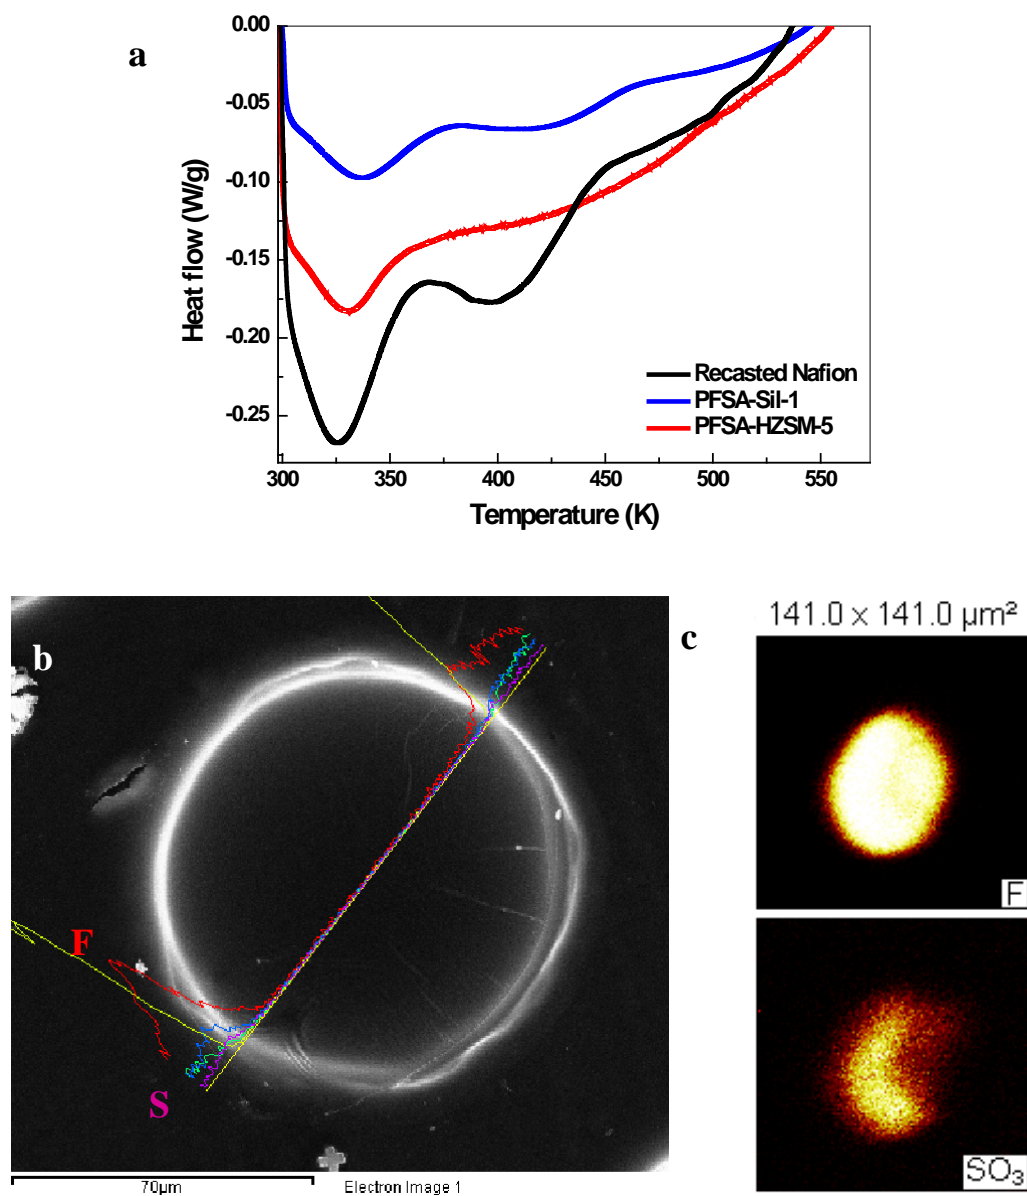 a
0.00
-0.05
-0.10
-0.15
-0.20
-0.25
Heat flow (W/g)
Recasted Nafion
PFSA-Sil-1
PFSA-HZSM-5
300 350 400 450 500 550
Temperature (K)
b
F
S
70µm Electron Image 1
c
141.0 x 141.0 µm²
F
SO3